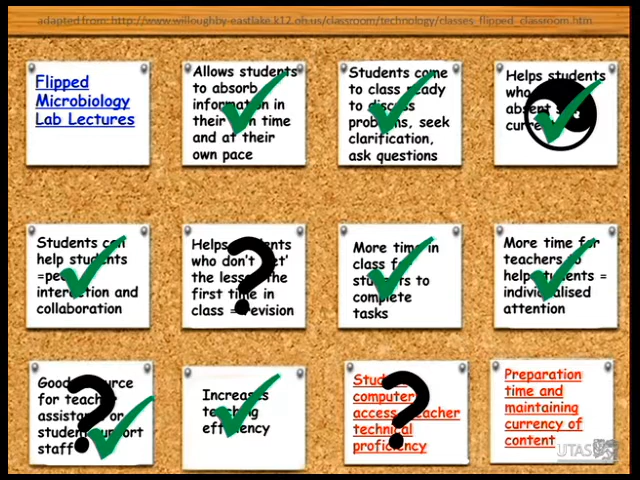 adapted from: http://www.willoughby-eastlake.k12.oh.us/classroom/technology/classes_flipped_classroom.htm
Flipped
Microbiology
Lab Lectures
Allows students
to absorb
information in
their own time
and at their
own pace
Students come
to class ready
to discuss
problems, seek
clarification,
ask questions
Helps students
who
absent
Students can
help students
interaction and
collaboration
Helps students
who don't 'get'
the lesson the
first time in
class = revision
More time in
class for
students to
complete
tasks
More time for
teachers to
help students =
individualised
attention
Good resource
for teacher
assistants or
student support
staff
Increases
teaching
efficiency
Student
computer
access, teacher
technical
proficiency
Preparation
time and
maintaining
currency of
content
UTAS